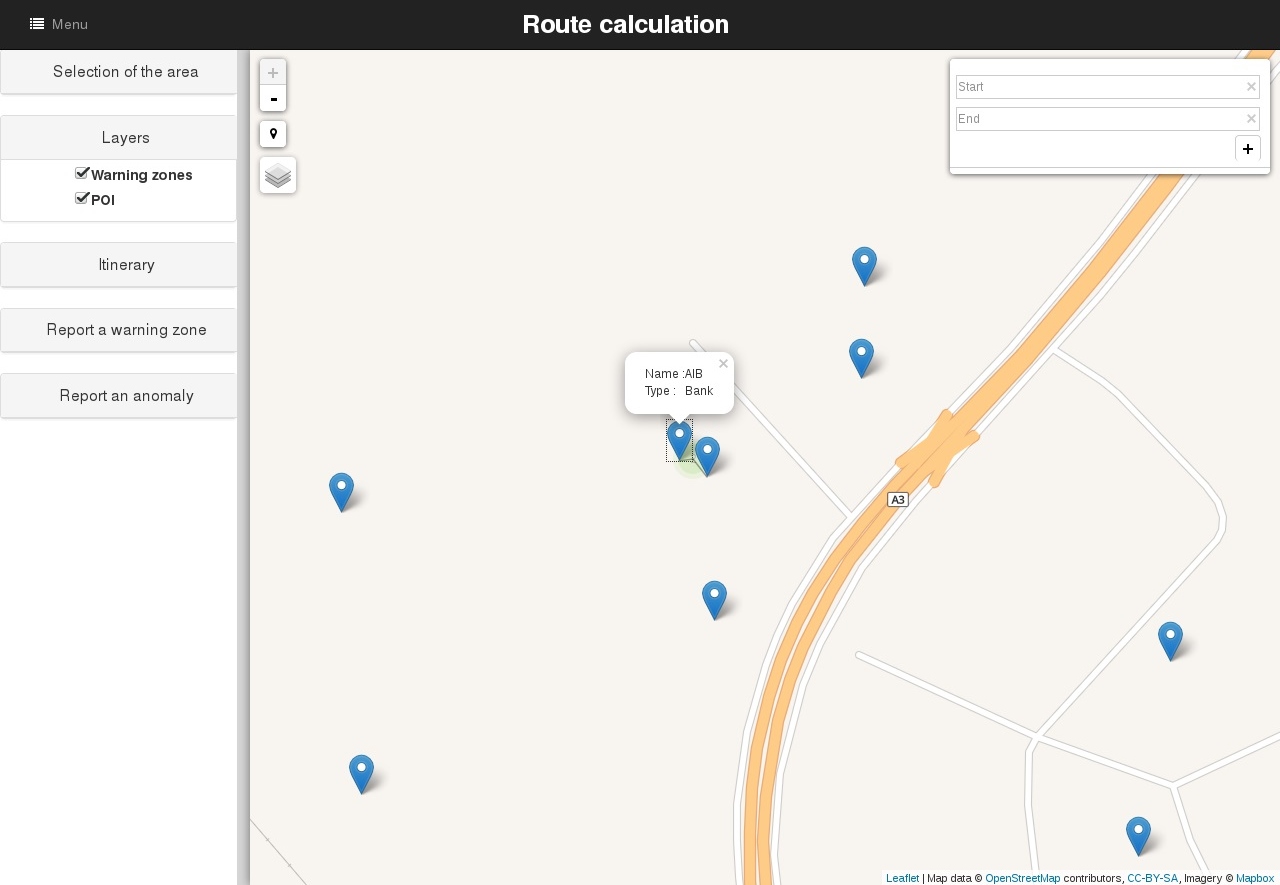 Menu
Route calculation
Selection of the area
Layers
Warning zones
POI
Itinerary
Report a warning zone
Report an anomaly
+
-
Start ×
End ×
+
×
Name :AIB
Type : Bank
A3
Leaflet | Map data © OpenStreetMap contributors, CC-BY-SA, Imagery © Mapbox